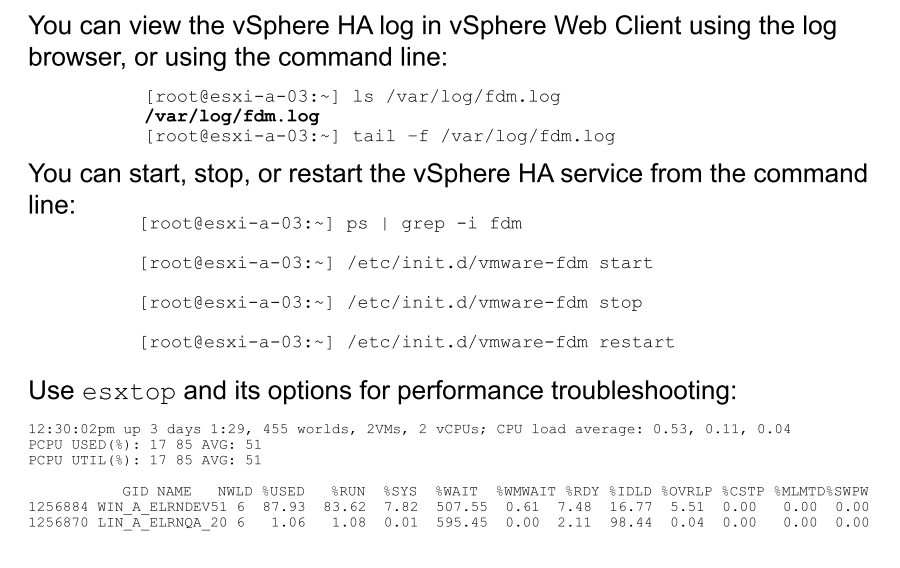 You can view the vSphere HA log in vSphere Web Client using the log
browser, or using the command line:
[root@esxi-a-03:~] ls /var/log/fdm.log
/var/log/fdm.log
[root@esxi-a-03:~] tail –f /var/log/fdm.log
You can start, stop, or restart the vSphere HA service from the command
line:
[root@esxi-a-03:~] ps | grep -i fdm
[root@esxi-a-03:~] /etc/init.d/vmware-fdm start
[root@esxi-a-03:~] /etc/init.d/vmware-fdm stop
[root@esxi-a-03:~] /etc/init.d/vmware-fdm restart
Use esxtop and its options for performance troubleshooting:
12:30:02pm up 3 days 1:29, 455 worlds, 2VMs, 2 vCPUs; CPU load average: 0.53, 0.11, 0.04
PCPU USED(%): 17 85 AVG: 51
PCPU UTIL(%): 17 85 AVG: 51
GID NAME NWLD %USED %RUN %SYS %WAIT %WMWAIT %RDY %IDLD %OVRLP %CSTP %MLMTD%SWPW
1256884 WIN_A_ELRNDEV51 6 87.93 83.62 7.82 507.55 0.61 7.48 16.77 5.51 0.00 0.00 0.00
1256870 LIN_A_ELRNQA_20 6 1.06 1.08 0.01 595.45 0.00 2.11 98.44 0.04 0.00 0.00 0.00